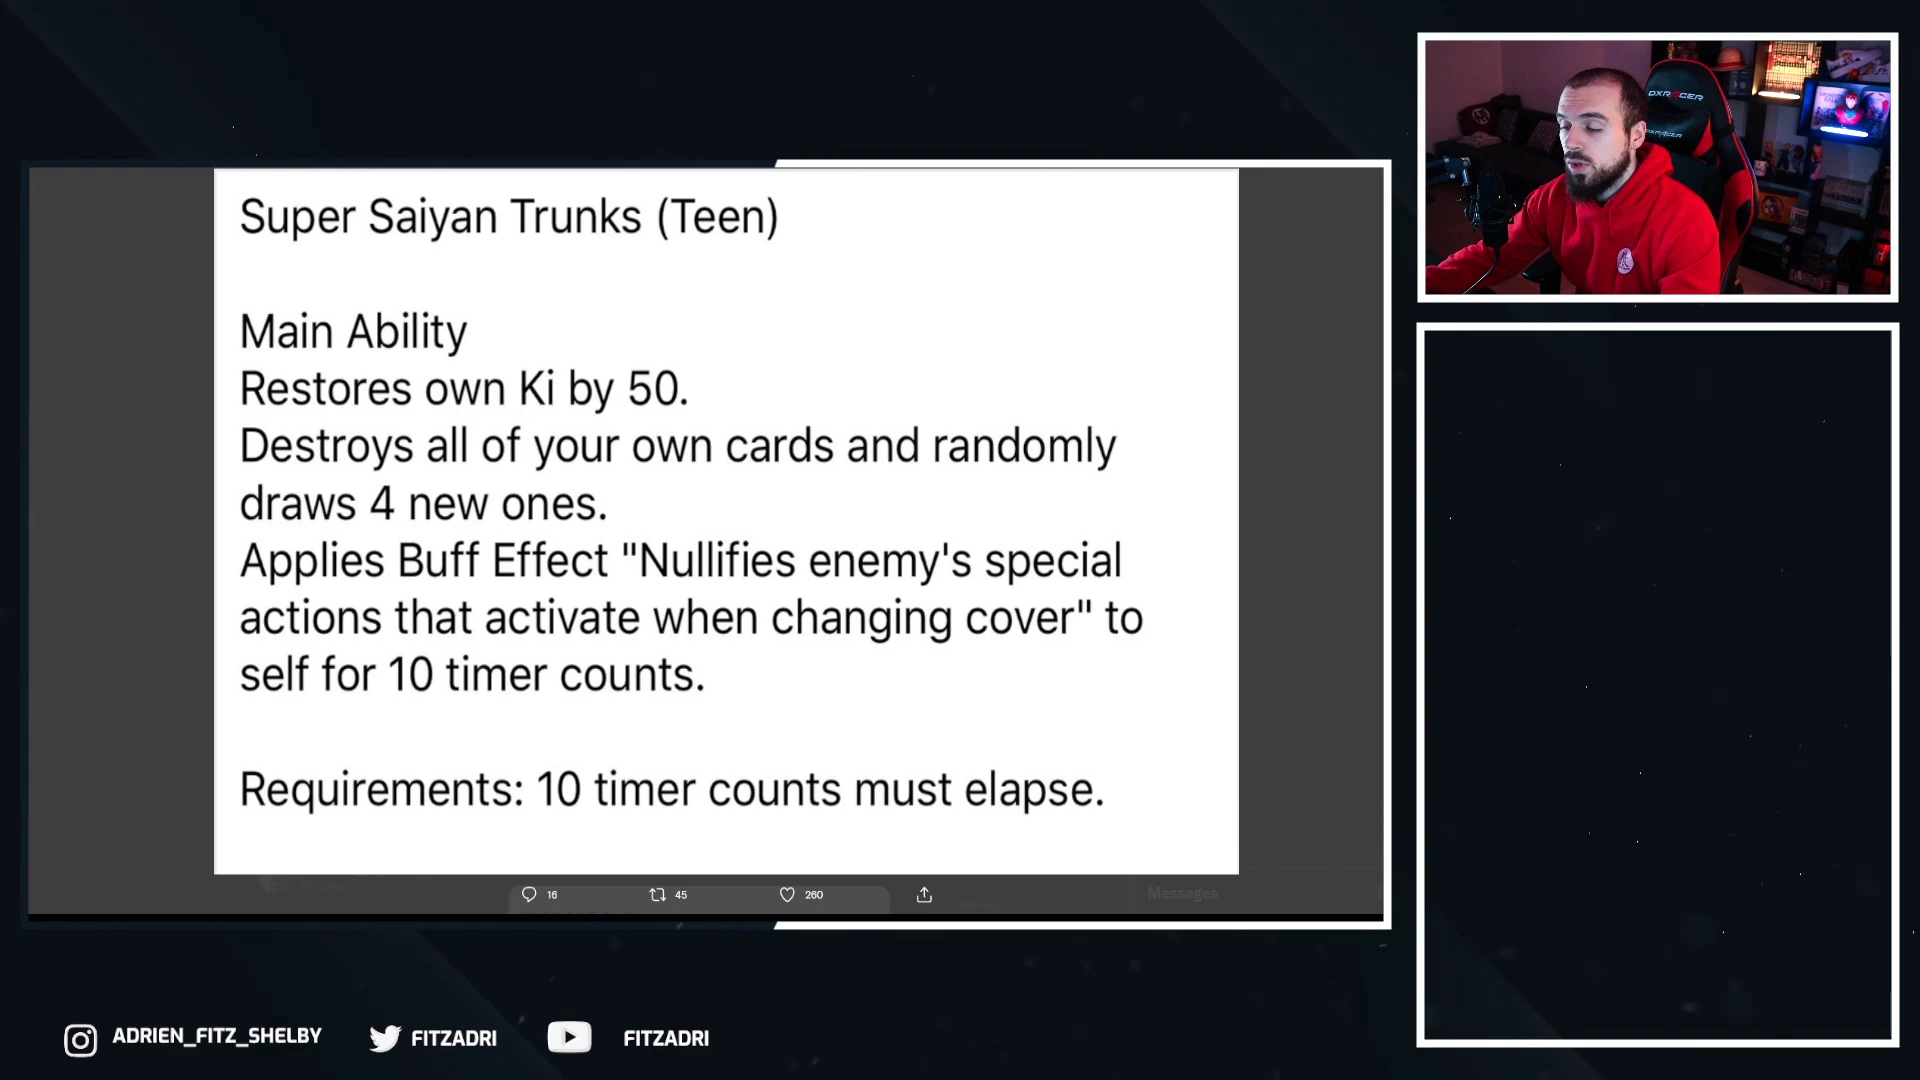 Super Saiyan Trunks (Teen)
Main Ability
Restores own Ki by 50.
Destroys all of your own cards and randomly
draws 4 new ones.
Applies Buff Effect "Nullifies enemy's special
actions that activate when changing cover" to
self for 10 timer counts.
Requirements: 10 timer counts must elapse.
16 45 260
Messages
DXRACER
ADRIEN_FITZ_SHELBY FITZADRI FITZADRI